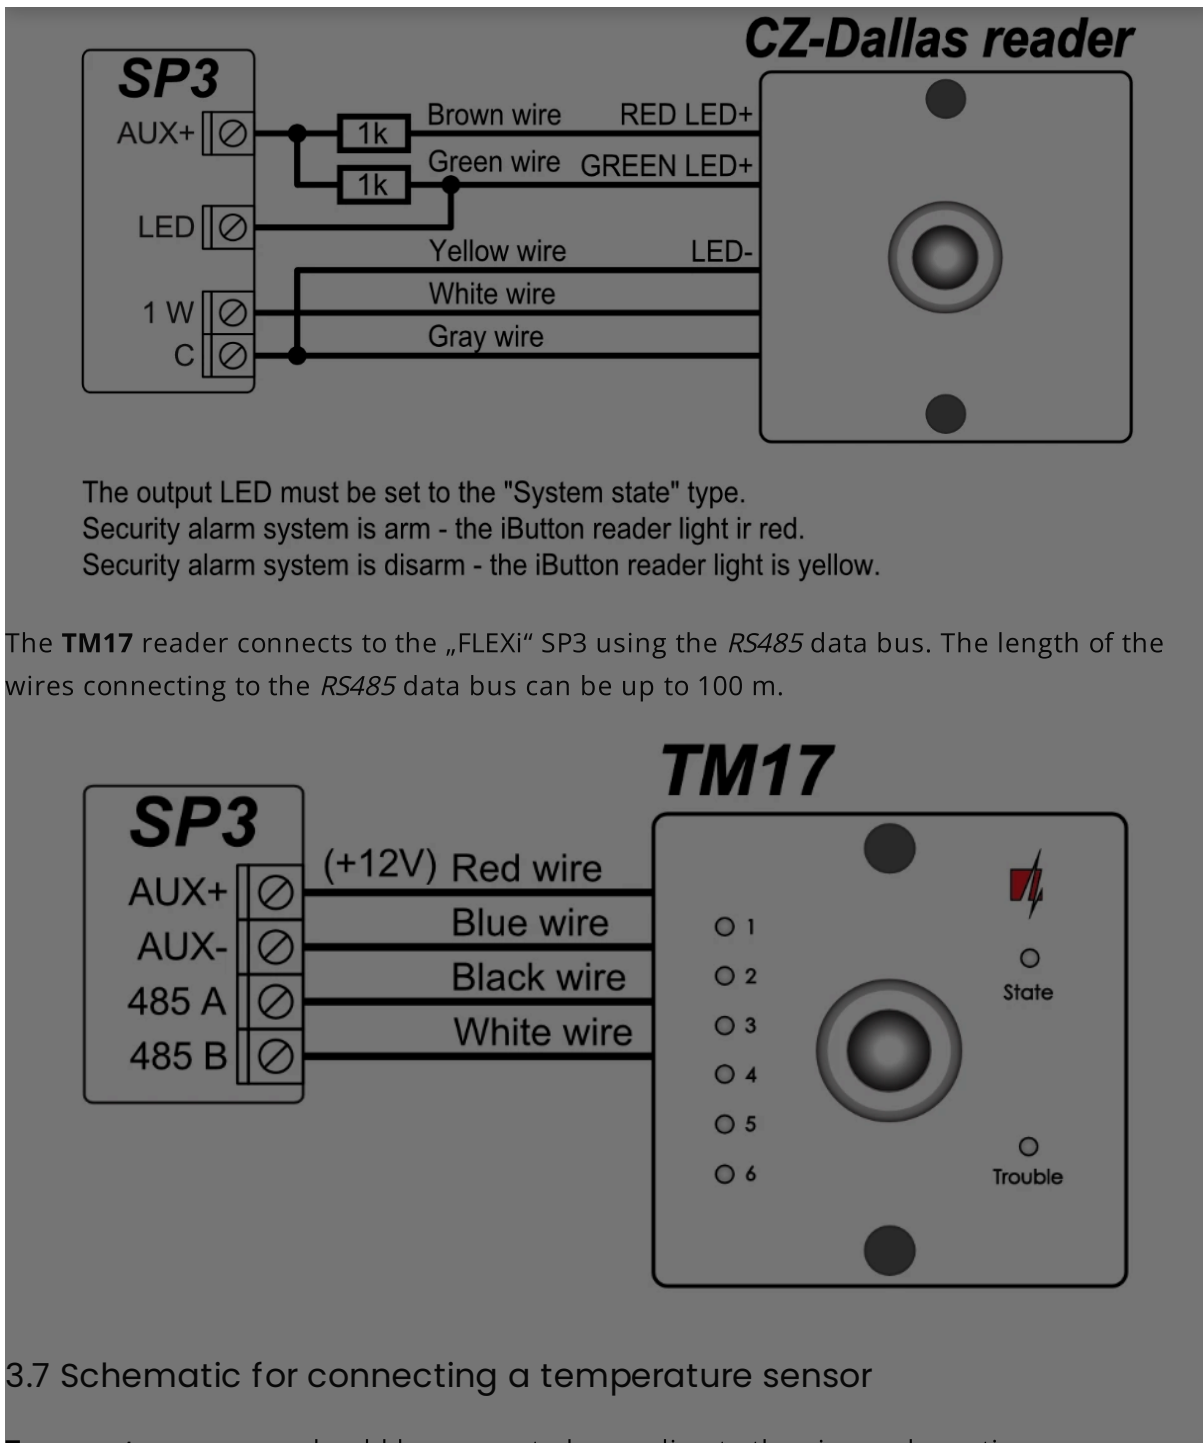 CZ-Dallas reader
SP3
AUX+
1k
Brown wire
RED LED+
1k
Green wire
GREEN LED+
LED
Yellow wire
LED-
1 W
White wire
C
Gray wire
The output LED must be set to the "System state" type.
Security alarm system is arm - the iButton reader light ir red.
Security alarm system is disarm - the iButton reader light is yellow.
The TM17 reader connects to the „FLEXi“ SP3 using the RS485 data bus. The length of the
wires connecting to the RS485 data bus can be up to 100 m.
TM17
SP3
AUX+
(+12V) Red wire
AUX-
Blue wire
485 A
Black wire
485 B
White wire
1
2
3
4
5
6
State
Trouble
3.7 Schematic for connecting a temperature sensor